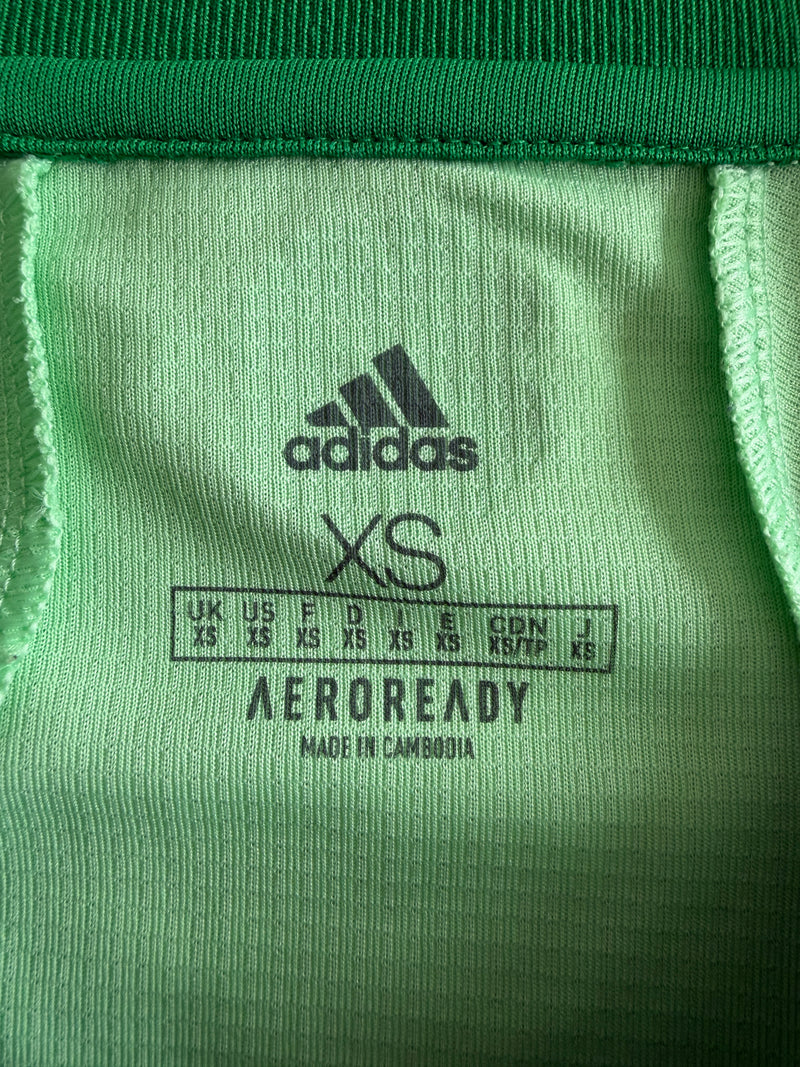 adidas
XS
UK US F D I E CDN J
XS XS XS XS XS XS XS/TP XS
AEROREADY
MADE IN CAMBODIA